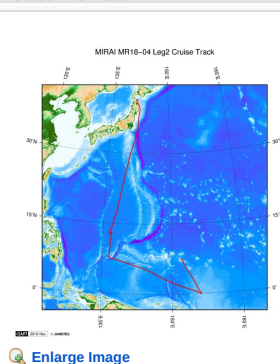 MIRAI MR18-04 Leg2 Cruise Track
30°N
30°
15°N
15°
0°
0°
135°E
150°E
165°E
GMT 2018 Nov © JAMSTEC
Enlarge Image